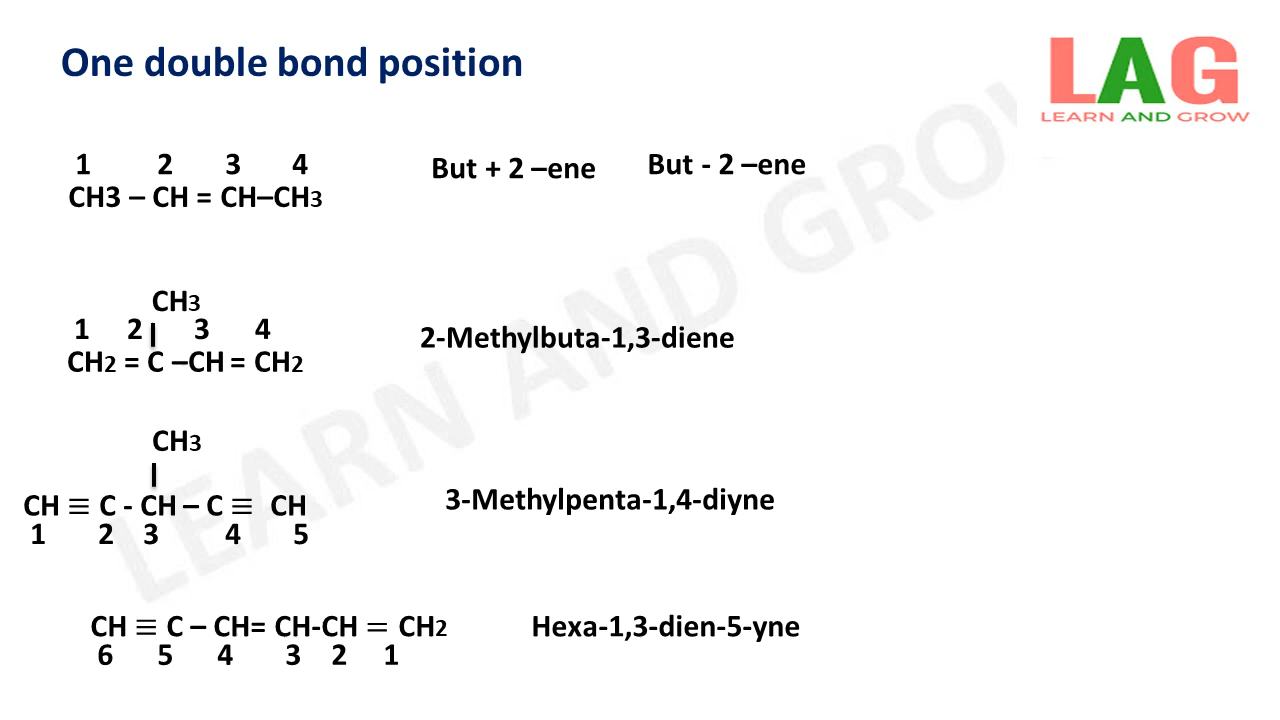 One double bond position
LAG
LEARN AND GROW
1 2 3 4
CH3 – CH = CH–CH3
But + 2 –ene
But - 2 –ene
CH3
1 2 3 4
CH2 = C –CH = CH2
2-Methylbuta-1,3-diene
CH3
CH ≡ C - CH – C ≡ CH
1 2 3 4 5
3-Methylpenta-1,4-diyne
CH ≡ C – CH= CH-CH = CH2
6 5 4 3 2 1
Hexa-1,3-dien-5-yne
LEARN AND GROW